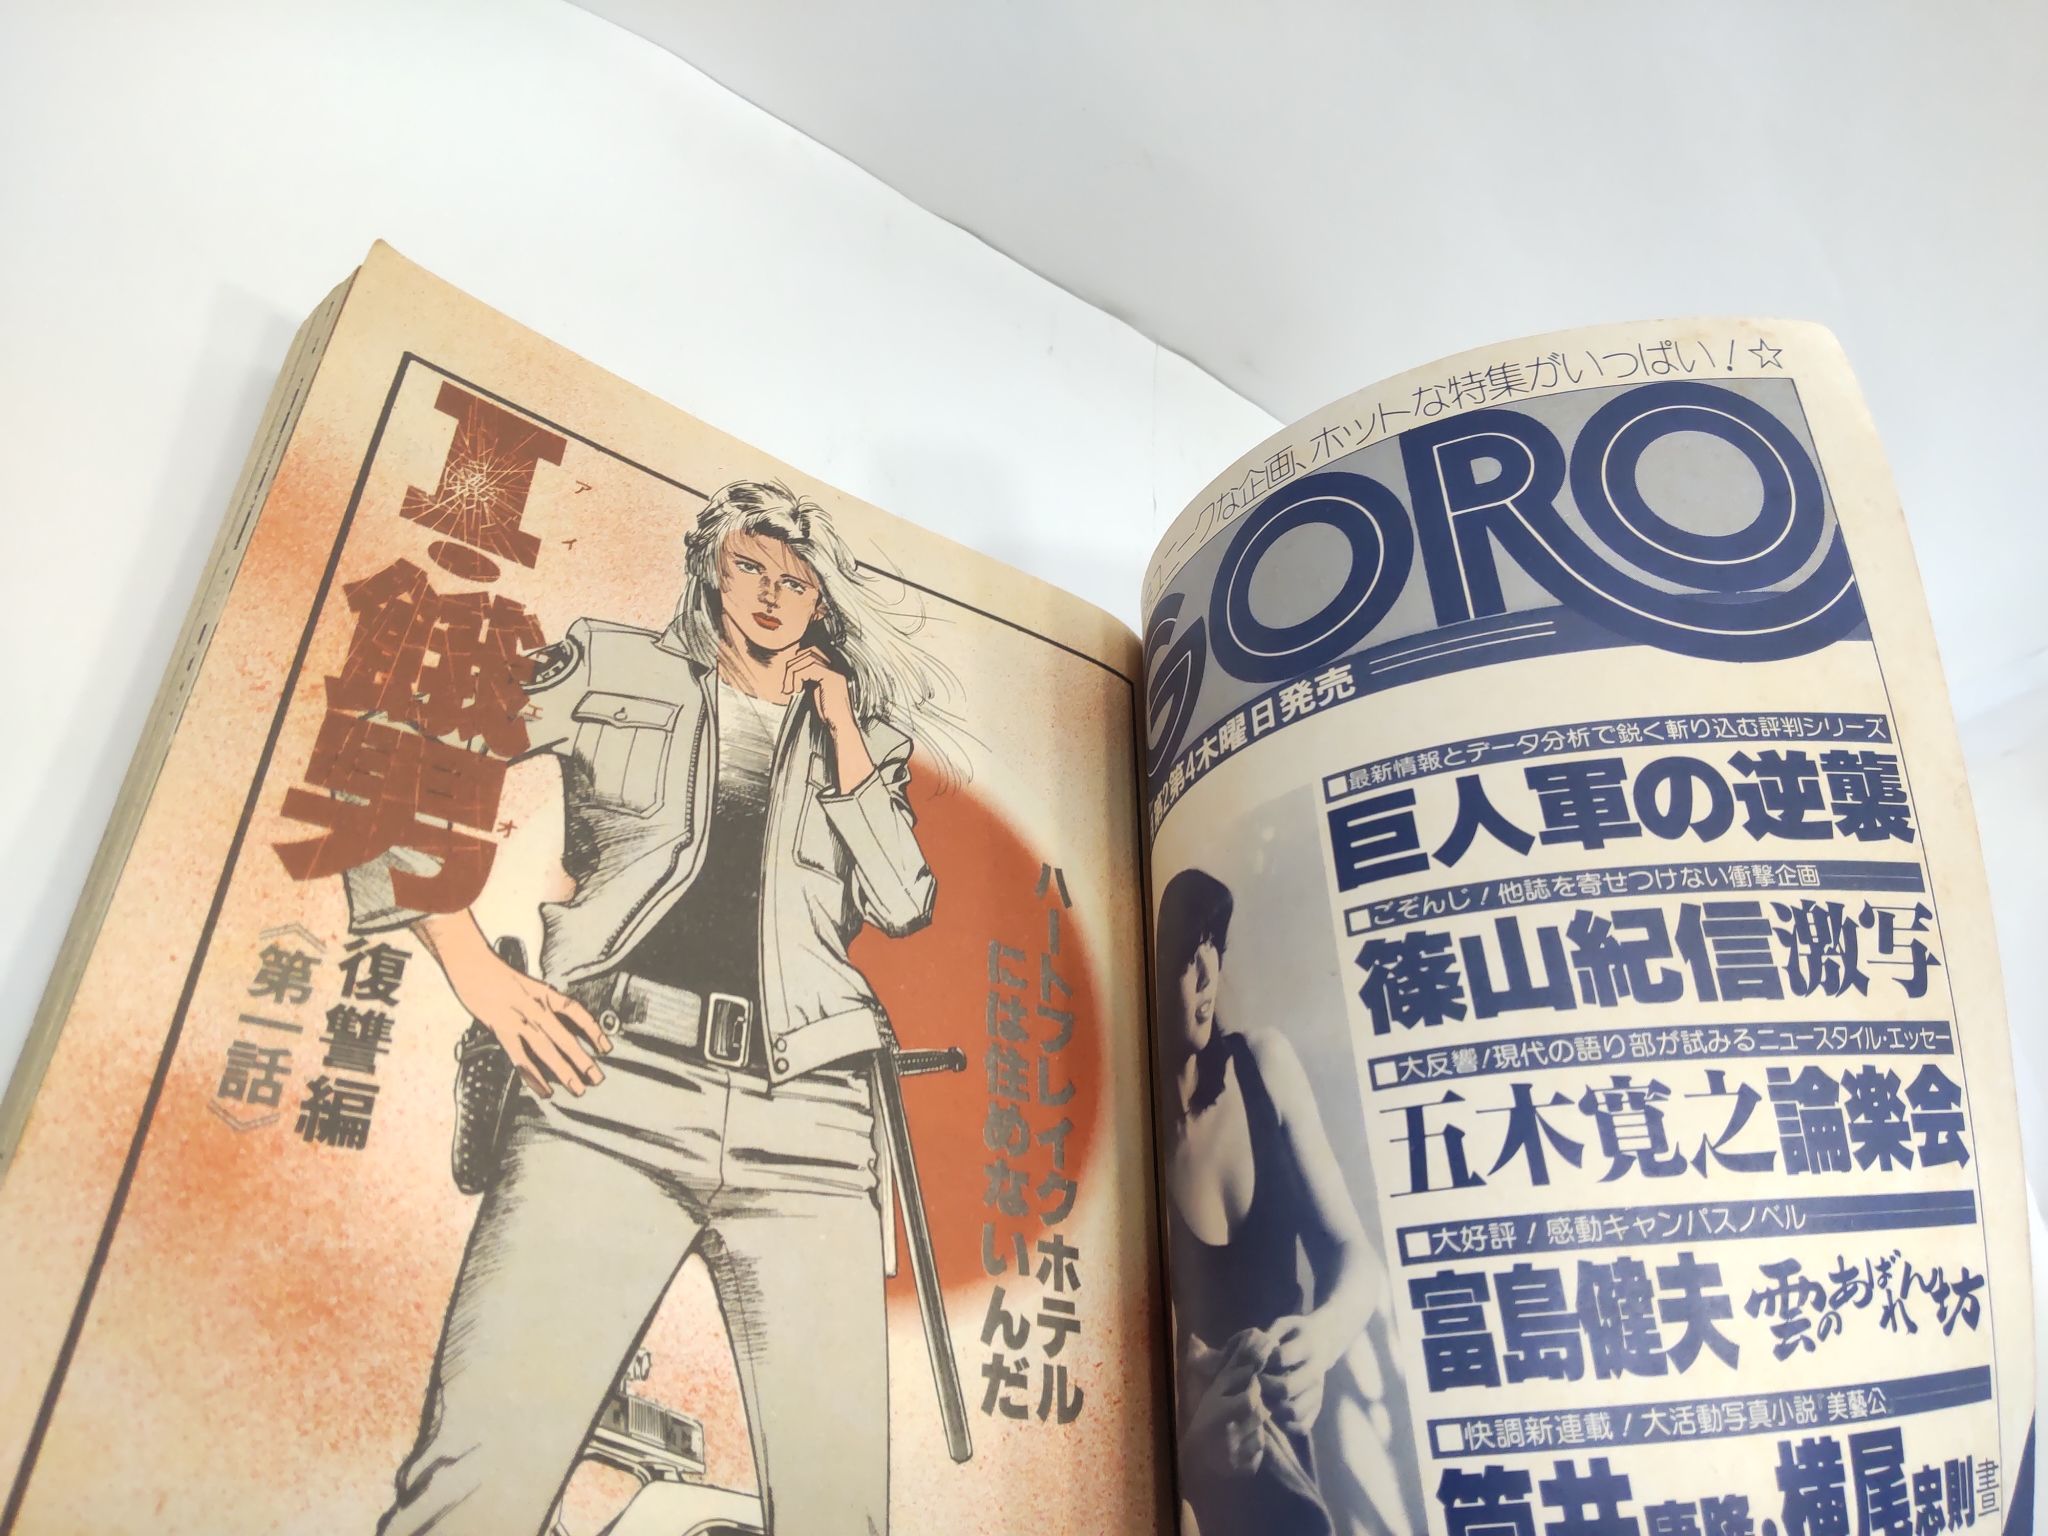 I・餓男
アイ
ウエ
オ
復讐編
《第一話》
ハートブレイクホテル
には住めないんだ
ユニークな企画、ホットな特集がいっぱい！☆
GORO
第2第4木曜日発売
■最新情報とデータ分析で鋭く斬り込む評判シリーズ
巨人軍の逆襲
■ごぞんじ！他誌を寄せつけない衝撃企画
篠山紀信激写
■大反響！現代の語り部が試みるニュースタイル・エッセー
五木寛之論楽会
■大好評！感動キャンパスノベル
富島健夫 雲のあばれん坊
■快調新連載！大活動写真小説『美藝公』
筒井康隆・横尾忠則畫